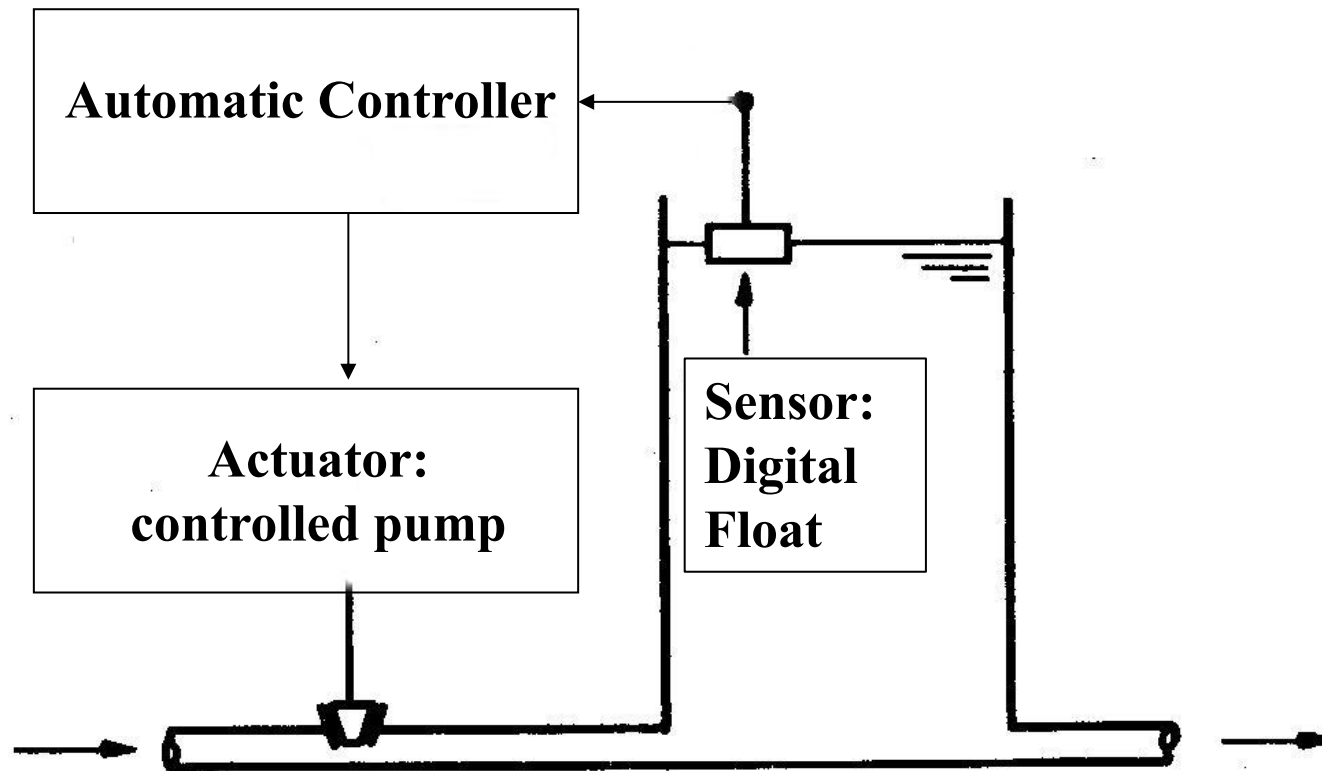 Automatic Controller
Actuator:
controlled pump
Sensor:
Digital
Float